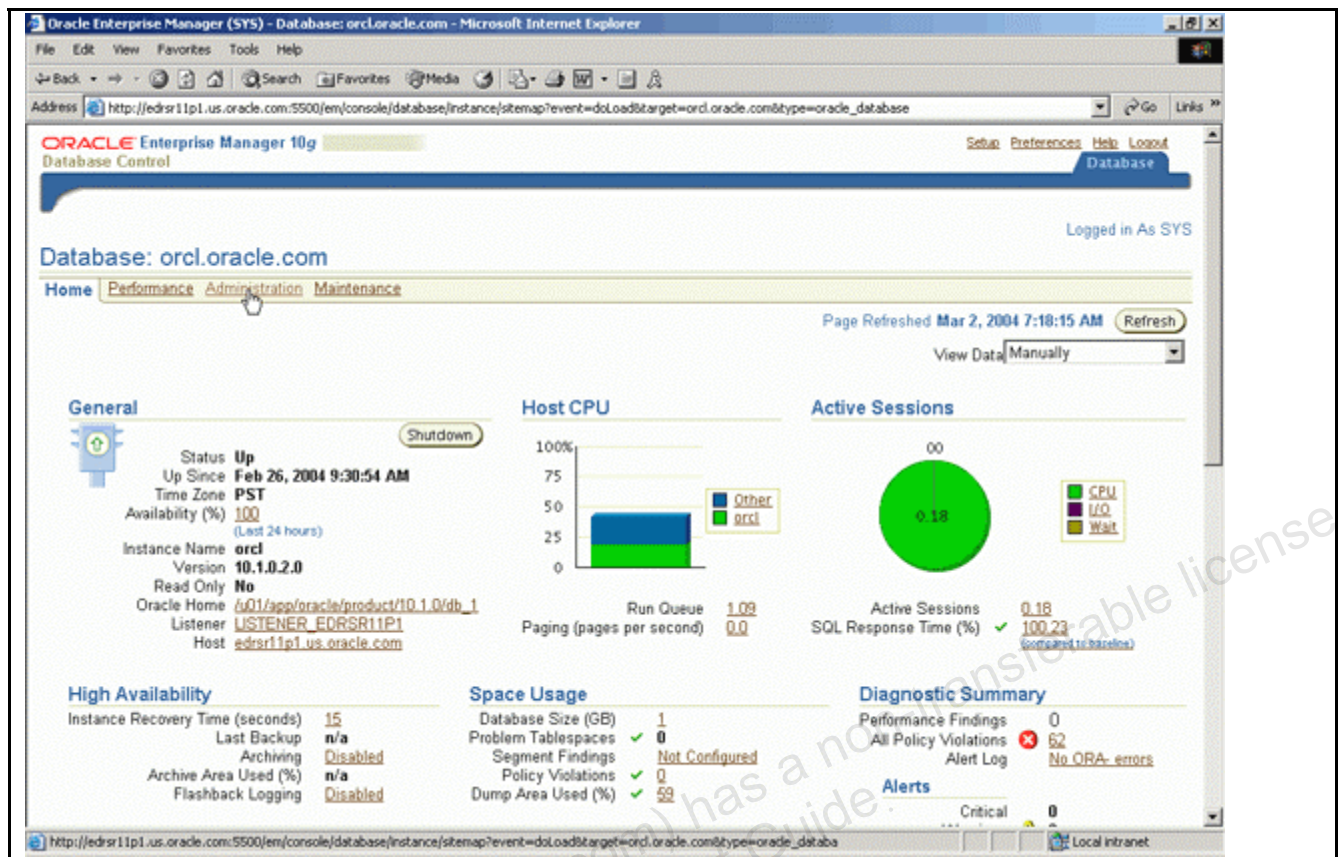 Oracle Enterprise Manager (SYS) - Database: orcl.oracle.com - Microsoft Internet Explorer
File Edit View Favorites Tools Help
Back Search Favorites Media
Address http://edrsr11p1.us.oracle.com:5500/em/console/database/instance/sitemap?event=doLoad&target=orcl.oracle.com&type=oracle_database Go Links »
ORACLE Enterprise Manager 10g
Database Control
Setup Preferences Help Logout
Database
Logged in As SYS
Database: orcl.oracle.com
Home Performance Administration Maintenance
Page Refreshed Mar 2, 2004 7:18:15 AM Refresh
View Data Manually
General
Shutdown
Status Up
Up Since Feb 26, 2004 9:30:54 AM
Time Zone PST
Availability (%) 100
(Last 24 hours)
Instance Name orcl
Version 10.1.0.2.0
Read Only No
Oracle Home /u01/app/oracle/product/10.1.0/db_1
Listener LISTENER_EDRSR11P1
Host edrsr11p1.us.oracle.com
Host CPU
100%
75
50
25
0
Other
orcl
Run Queue 1.09
Paging (pages per second) 0.0
Active Sessions
00
0.18
CPU
I/O
Wait
Active Sessions 0.18
SQL Response Time (%) 100.23
(compared to baseline)
High Availability
Instance Recovery Time (seconds) 15
Last Backup n/a
Archiving Disabled
Archive Area Used (%) n/a
Flashback Logging Disabled
Space Usage
Database Size (GB) 1
Problem Tablespaces 0
Segment Findings Not Configured
Policy Violations 0
Dump Area Used (%) 59
Diagnostic Summary
Performance Findings 0
All Policy Violations 62
Alert Log No ORA- errors
Alerts
Critical 0
http://edrsr11p1.us.oracle.com:5500/em/console/database/instance/sitemap?event=doLoad&target=orcl.oracle.com&type=oracle_databa
Local intranet
has a non-transferable license
Guide